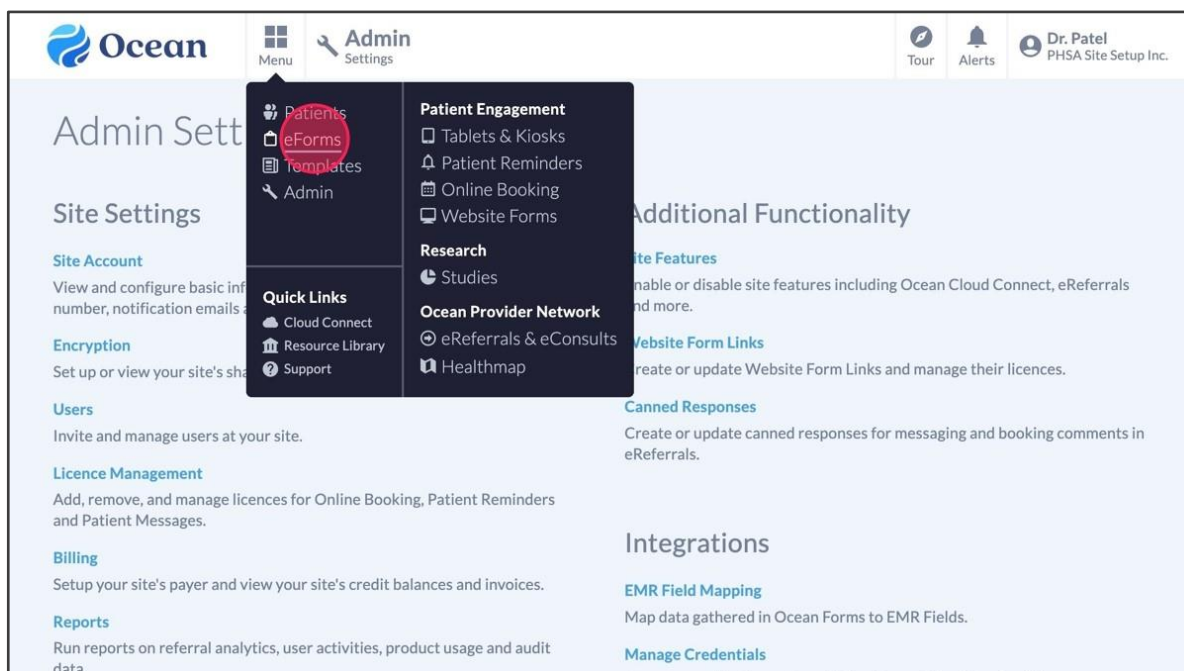 Ocean
Menu
Admin
Settings
Tour
Alerts
Dr. Patel
PHSA Site Setup Inc.
Admin Sett
Patients
eForms
Templates
Admin
Quick Links
Cloud Connect
Resource Library
Support
Patient Engagement
Tablets & Kiosks
Patient Reminders
Online Booking
Website Forms
Research
Studies
Ocean Provider Network
eReferrals & eConsults
Healthmap
Site Settings
Site Account
View and configure basic inf
number, notification emails
Encryption
Set up or view your site's sha
Users
Invite and manage users at your site.
Licence Management
Add, remove, and manage licences for Online Booking, Patient Reminders
and Patient Messages.
Billing
Setup your site's payer and view your site's credit balances and invoices.
Reports
Run reports on referral analytics, user activities, product usage and audit
data.
Additional Functionality
ite Features
nable or disable site features including Ocean Cloud Connect, eReferrals
nd more.
Website Form Links
reate or update Website Form Links and manage their licences.
Canned Responses
Create or update canned responses for messaging and booking comments in
eReferrals.
Integrations
EMR Field Mapping
Map data gathered in Ocean Forms to EMR Fields.
Manage Credentials